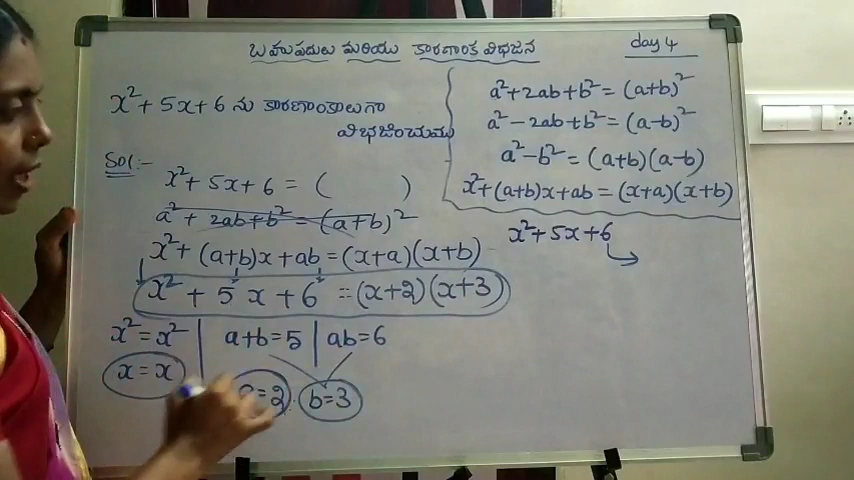 బహుపదులు మరియు కారణాంక విభజన
day 4
x² + 5x + 6 ను కారణాంకాలుగా
విభజించుము
Sol:-
x² + 5x + 6 = ( )
a² + 2ab + b² = (a+b)²
x² + (a+b)x + ab = (x+a)(x+b)
x² + 5x + 6 = (x+2)(x+3)
x² = x² | a+b=5 | ab=6
x = x
=2 b=3
a² + 2ab + b² = (a+b)²
a² - 2ab + b² = (a-b)²
a² - b² = (a+b)(a-b)
x² + (a+b)x + ab = (x+a)(x+b)
x² + 5x + 6